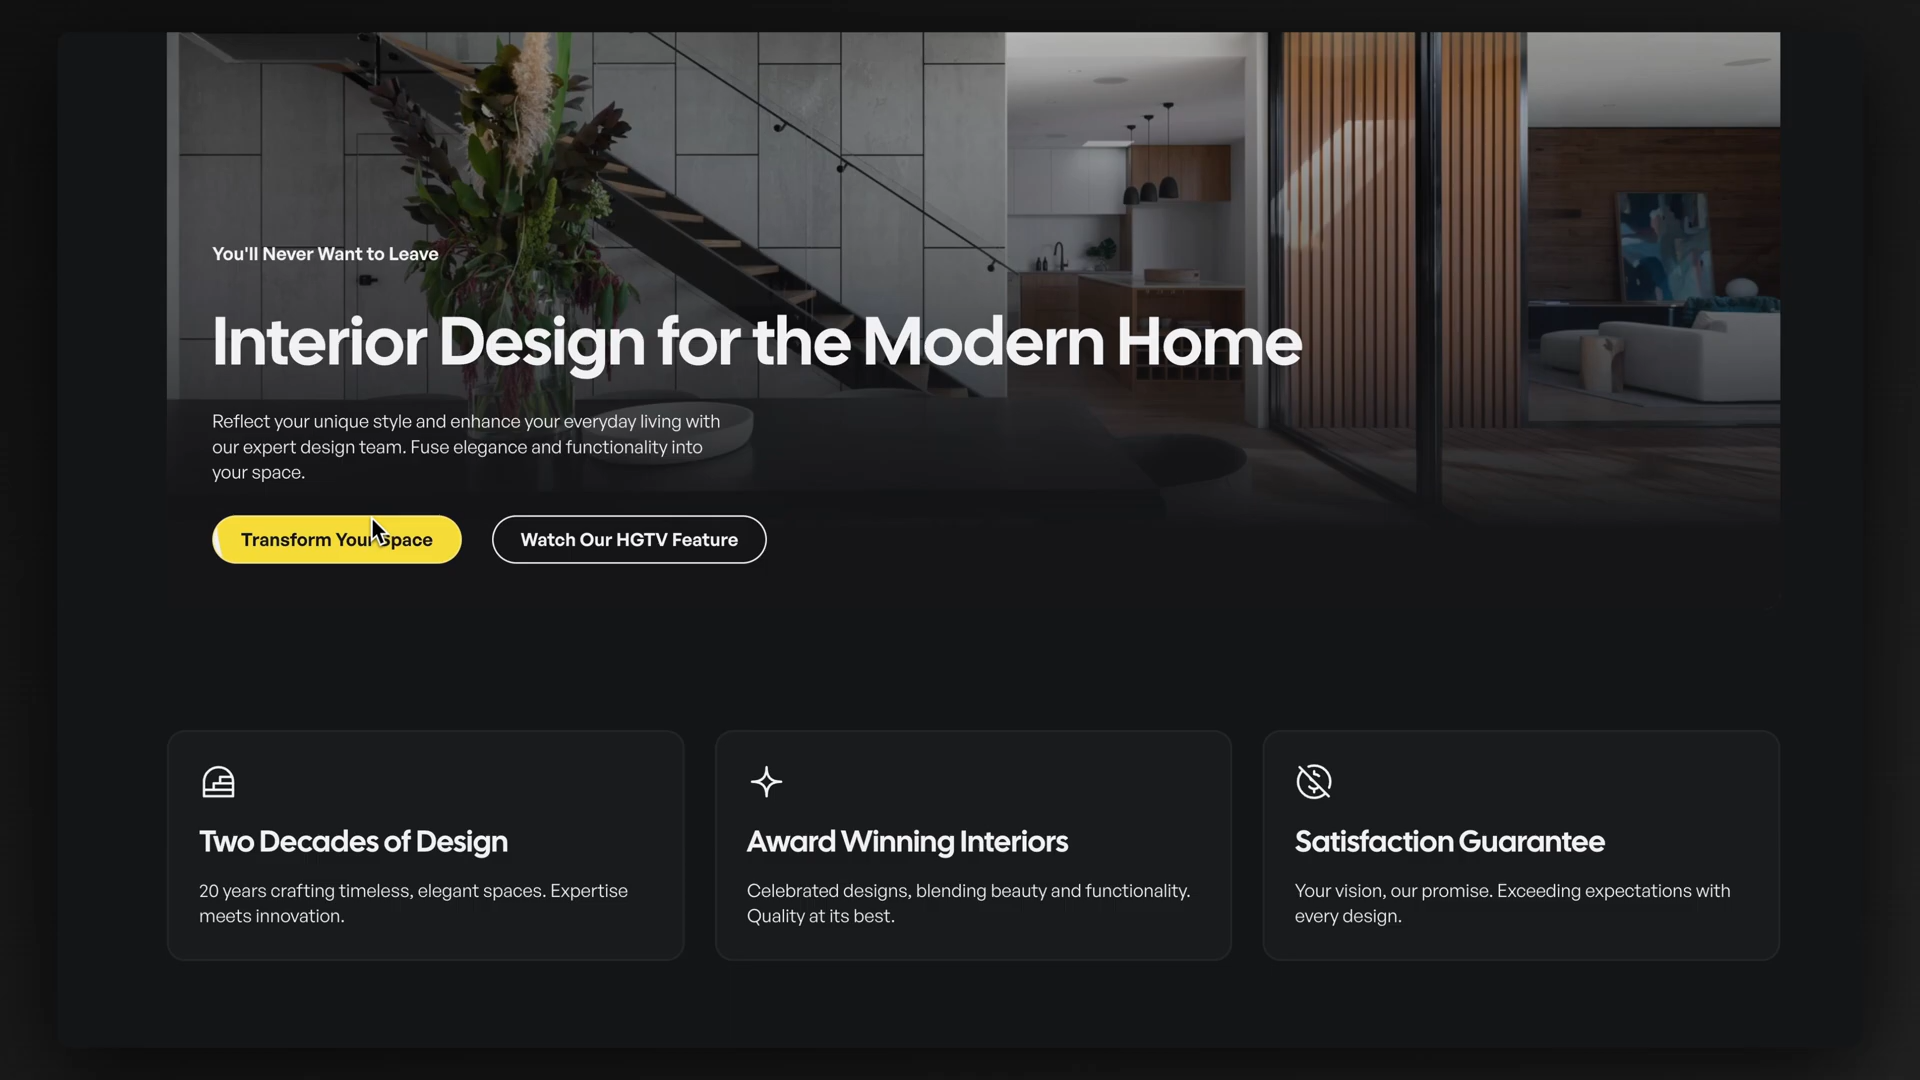 You'll Never Want to Leave
Interior Design for the Modern Home
Reflect your unique style and enhance your everyday living with
our expert design team. Fuse elegance and functionality into
your space.
Transform Your Space
Watch Our HGTV Feature
Two Decades of Design
20 years crafting timeless, elegant spaces. Expertise
meets innovation.
Award Winning Interiors
Celebrated designs, blending beauty and functionality.
Quality at its best.
Satisfaction Guarantee
Your vision, our promise. Exceeding expectations with
every design.